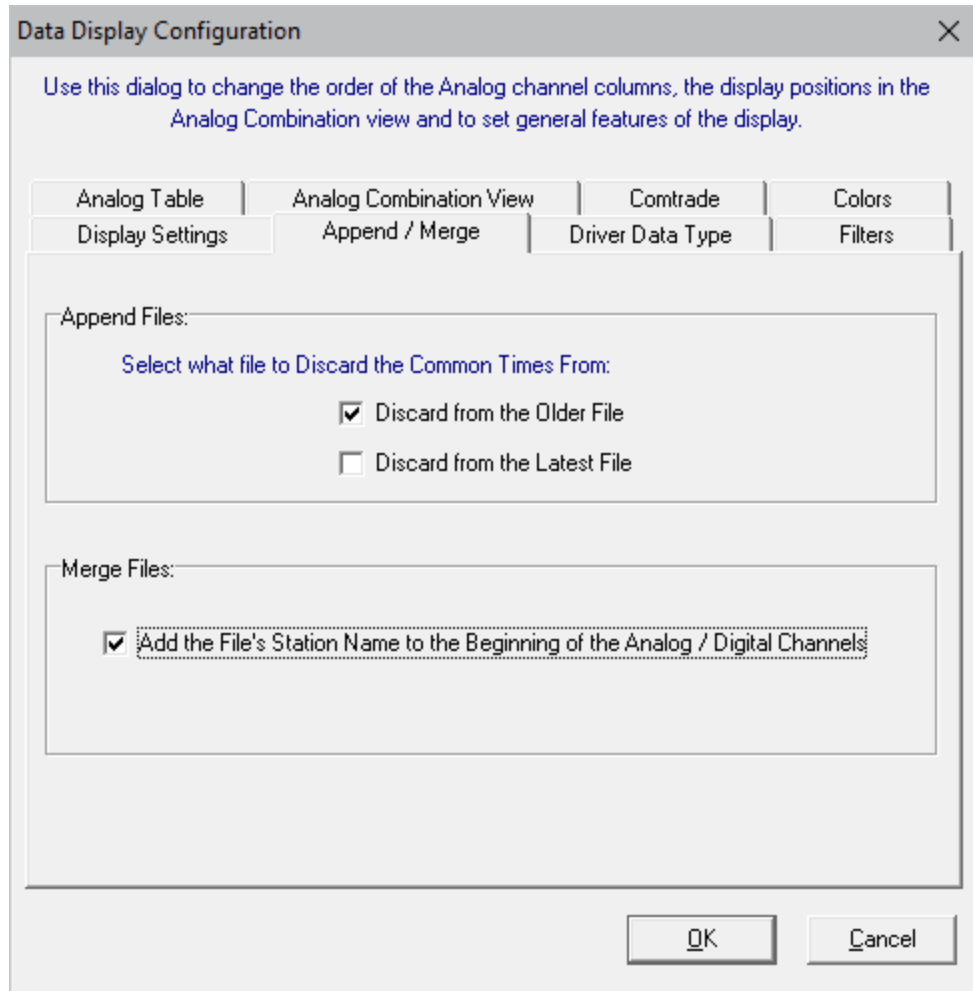 Data Display Configuration
Use this dialog to change the order of the Analog channel columns, the display positions in the
Analog Combination view and to set general features of the display.
Analog Table
Analog Combination View
Comtrade
Colors
Display Settings
Append / Merge
Driver Data Type
Filters
Append Files:
Select what file to Discard the Common Times From:
Discard from the Older File
Discard from the Latest File
Merge Files:
Add the File's Station Name to the Beginning of the Analog / Digital Channels
OK
Cancel